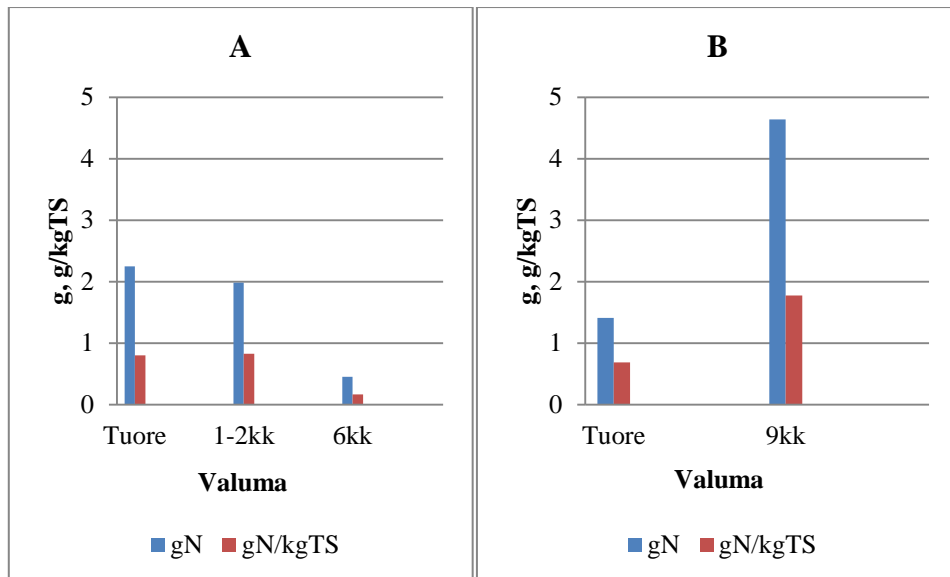 A
5
4
3
2
1
0
g, g/kgTS
Tuore 1-2kk 6kk
Valuma
gN gN/kgTS
B
5
4
3
2
1
0
g, g/kgTS
Tuore 9kk
Valuma
gN gN/kgTS